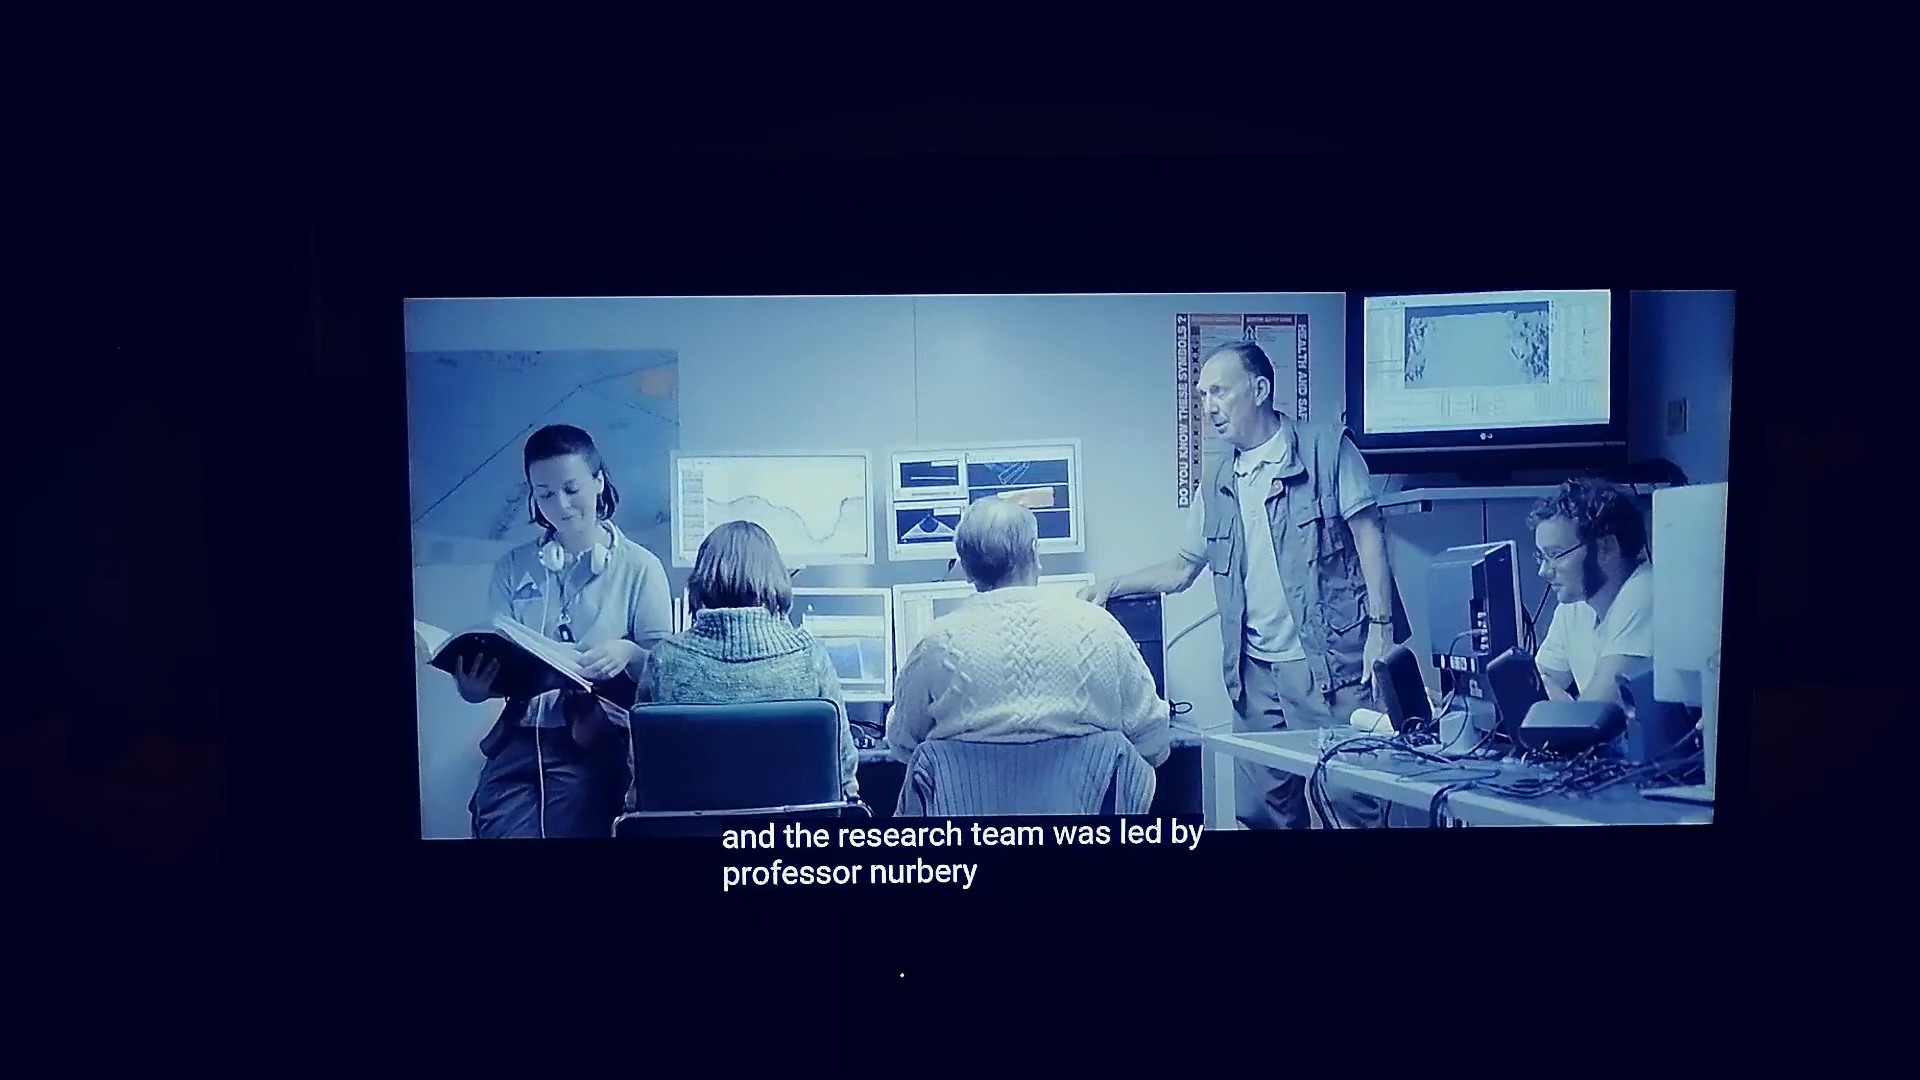 DO YOU KNOW THESE SYMBOLS?
HEALTH AND SAF
LG
and the research team was led by
professor nurbery